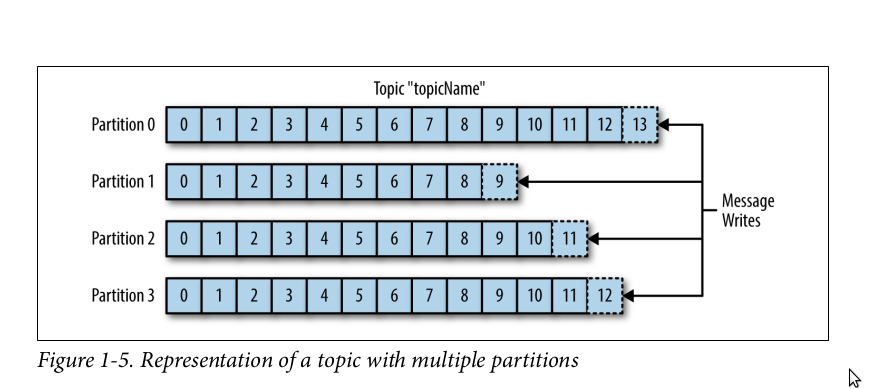 Topic "topicName"
Partition 0 0 1 2 3 4 5 6 7 8 9 10 11 12 13
Partition 1 0 1 2 3 4 5 6 7 8 9
Message
Writes
Partition 2 0 1 2 3 4 5 6 7 8 9 10 11
Partition 3 0 1 2 3 4 5 6 7 8 9 10 11 12
Figure 1-5. Representation of a topic with multiple partitions